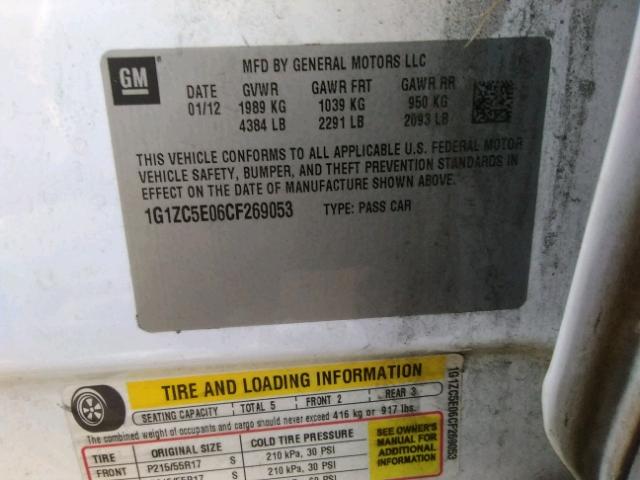 GM
MFD BY GENERAL MOTORS LLC
DATE GVWR GAWR FRT GAWR RR
01/12 1989 KG 1039 KG 950 KG
4384 LB 2291 LB 2093 LB
THIS VEHICLE CONFORMS TO ALL APPLICABLE U.S. FEDERAL MOTOR
VEHICLE SAFETY, BUMPER, AND THEFT PREVENTION STANDARDS IN
EFFECT ON THE DATE OF MANUFACTURE SHOWN ABOVE.
1G1ZC5E06CF269053 TYPE: PASS CAR
TIRE AND LOADING INFORMATION
SEATING CAPACITY TOTAL 5 FRONT 2 REAR 3
The combined weight of occupants and cargo should never exceed 416 kg or 917 lbs.
TIRE ORIGINAL SIZE COLD TIRE PRESSURE
FRONT P215/55R17 S 210 kPa, 30 PSI
P215/55R17 S 210 kPa, 30 PSI
SEE OWNER'S
MANUAL FOR
ADDITIONAL
INFORMATION
1G1ZC5E06CF269053